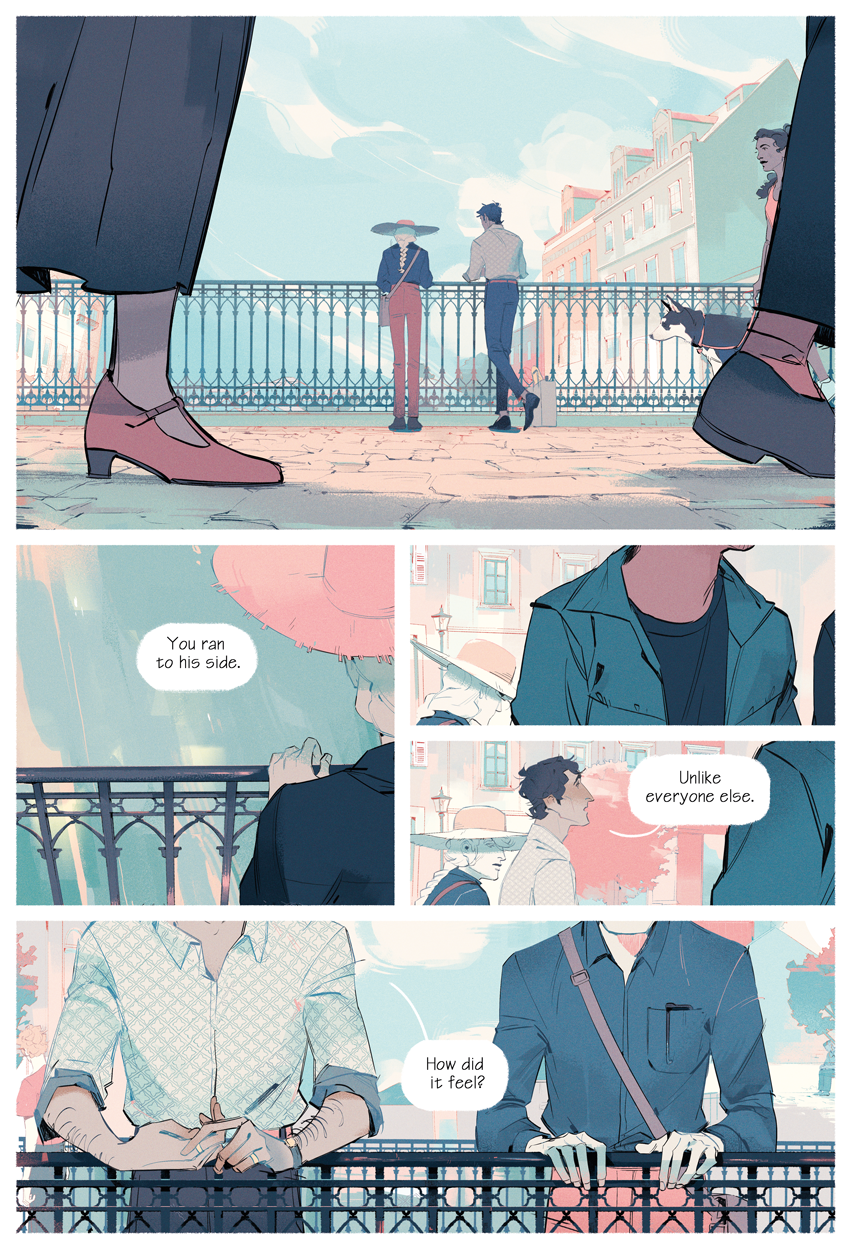 You ran
to his side.
Unlike
everyone else.
How did
it feel?